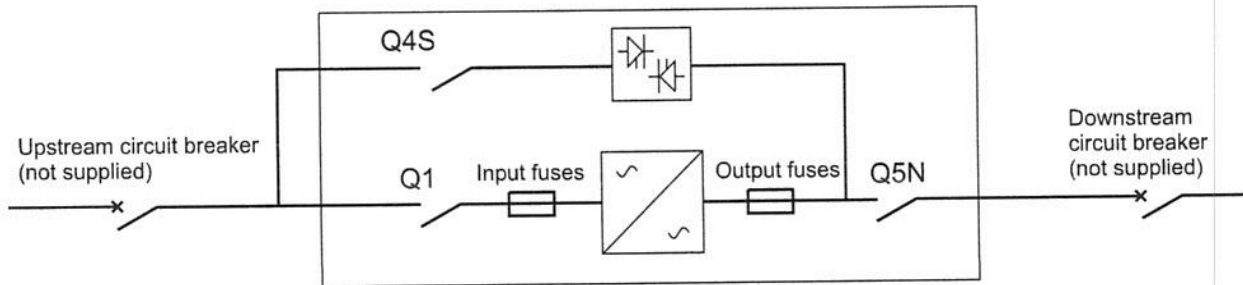 Q4S
Upstream circuit breaker
(not supplied)
Q1
Input fuses
Output fuses
Q5N
Downstream
circuit breaker
(not supplied)